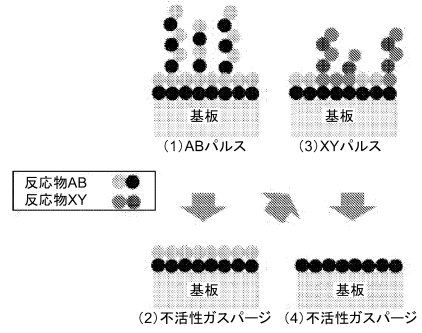 基板
基板
(1)ABパルス
(3)XYパルス
反応物AB
反応物XY
基板
基板
(2)不活性ガスパージ
(4)不活性ガスパージ